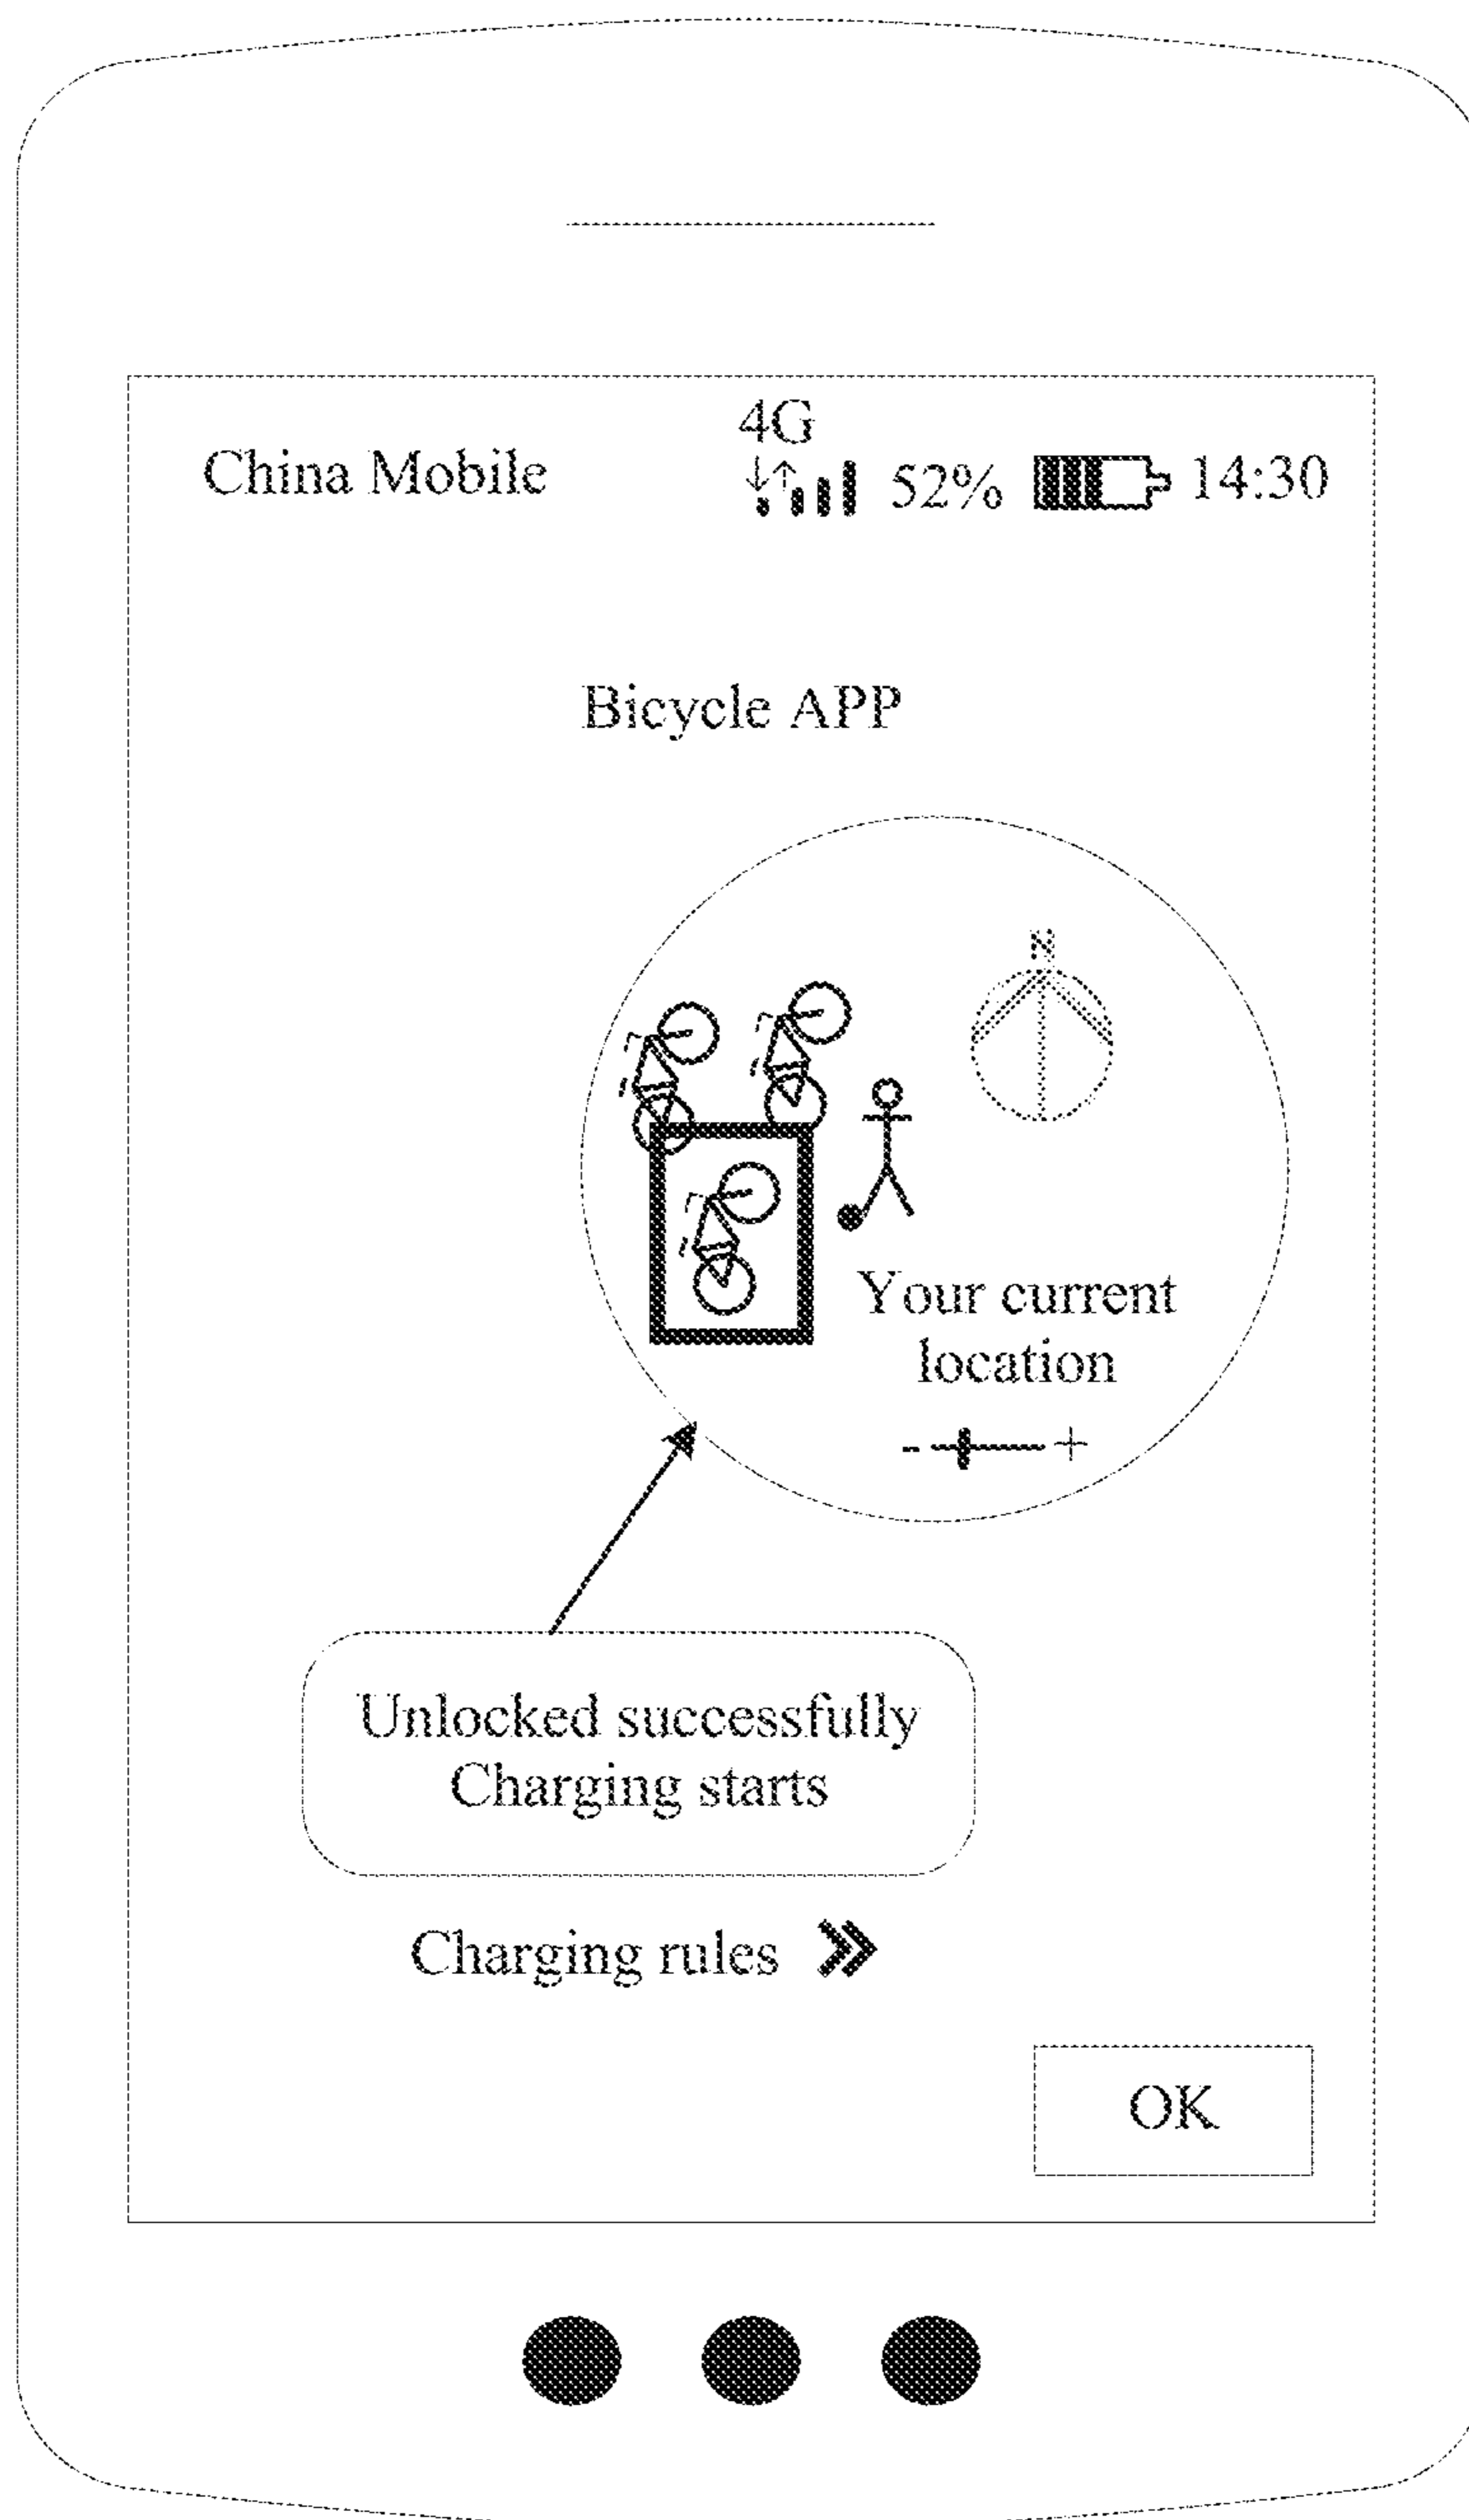 4G
China Mobile 52% 14:30
Bicycle APP
N
Your current
location
- +
Unlocked successfully
Charging starts
Charging rules
OK